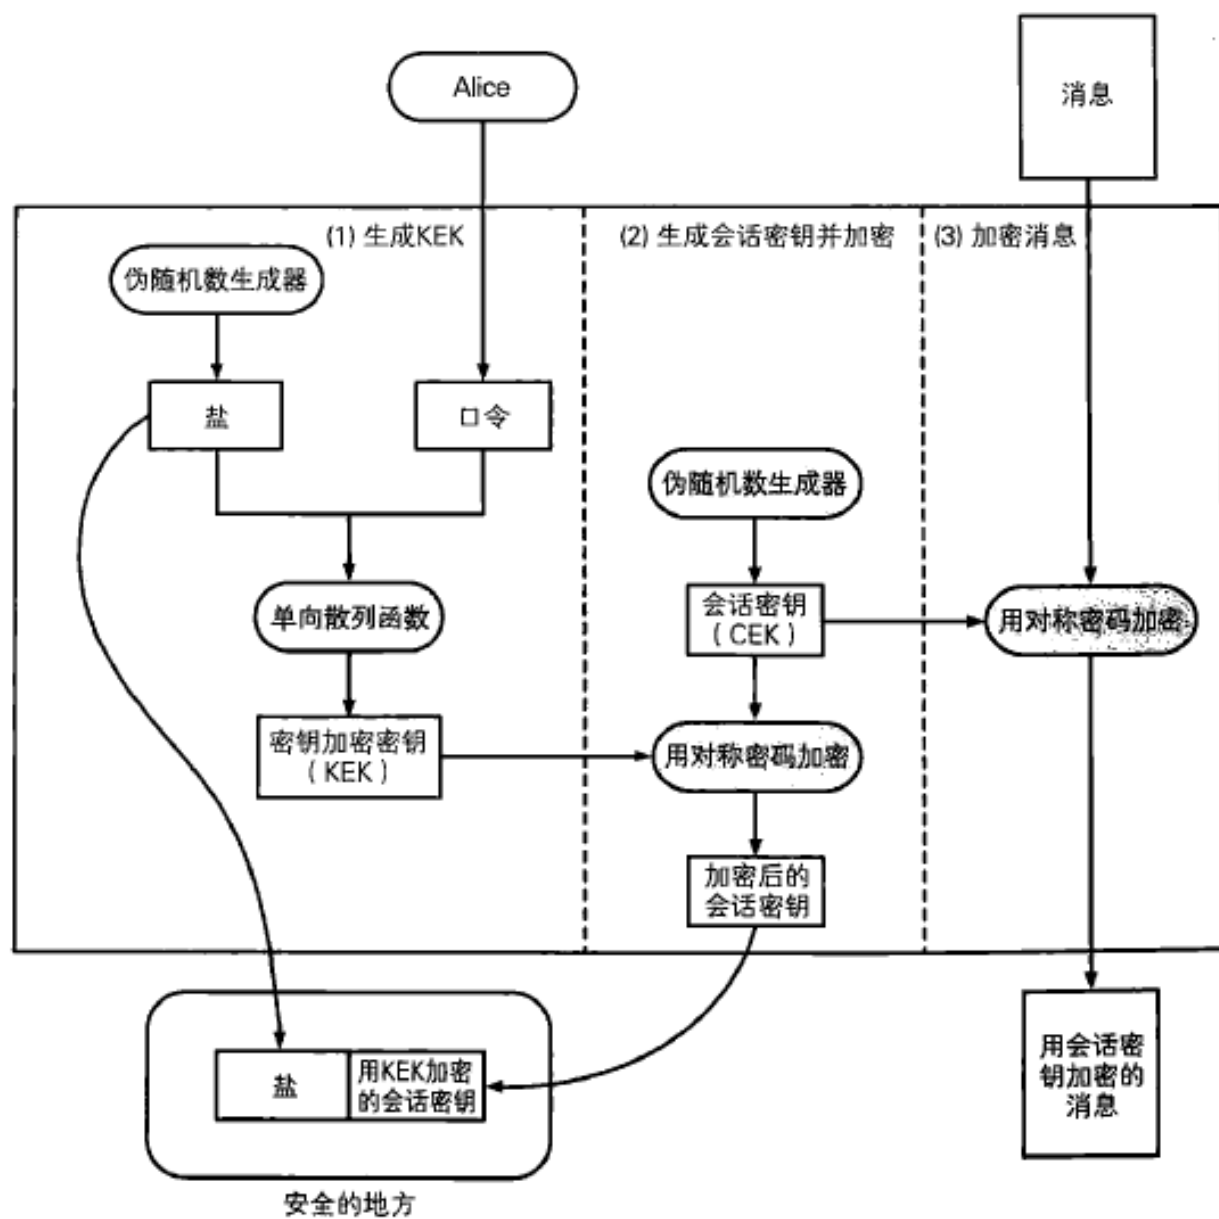 Alice
消息
(1) 生成KEK
(2) 生成会话密钥并加密
(3) 加密消息
伪随机数生成器
盐
口令
伪随机数生成器
单向散列函数
会话密钥
（CEK）
用对称密码加密
密钥加密密钥
（KEK）
用对称密码加密
加密后的
会话密钥
盐
用KEK加密
的会话密钥
用会话密
钥加密的
消息
安全的地方